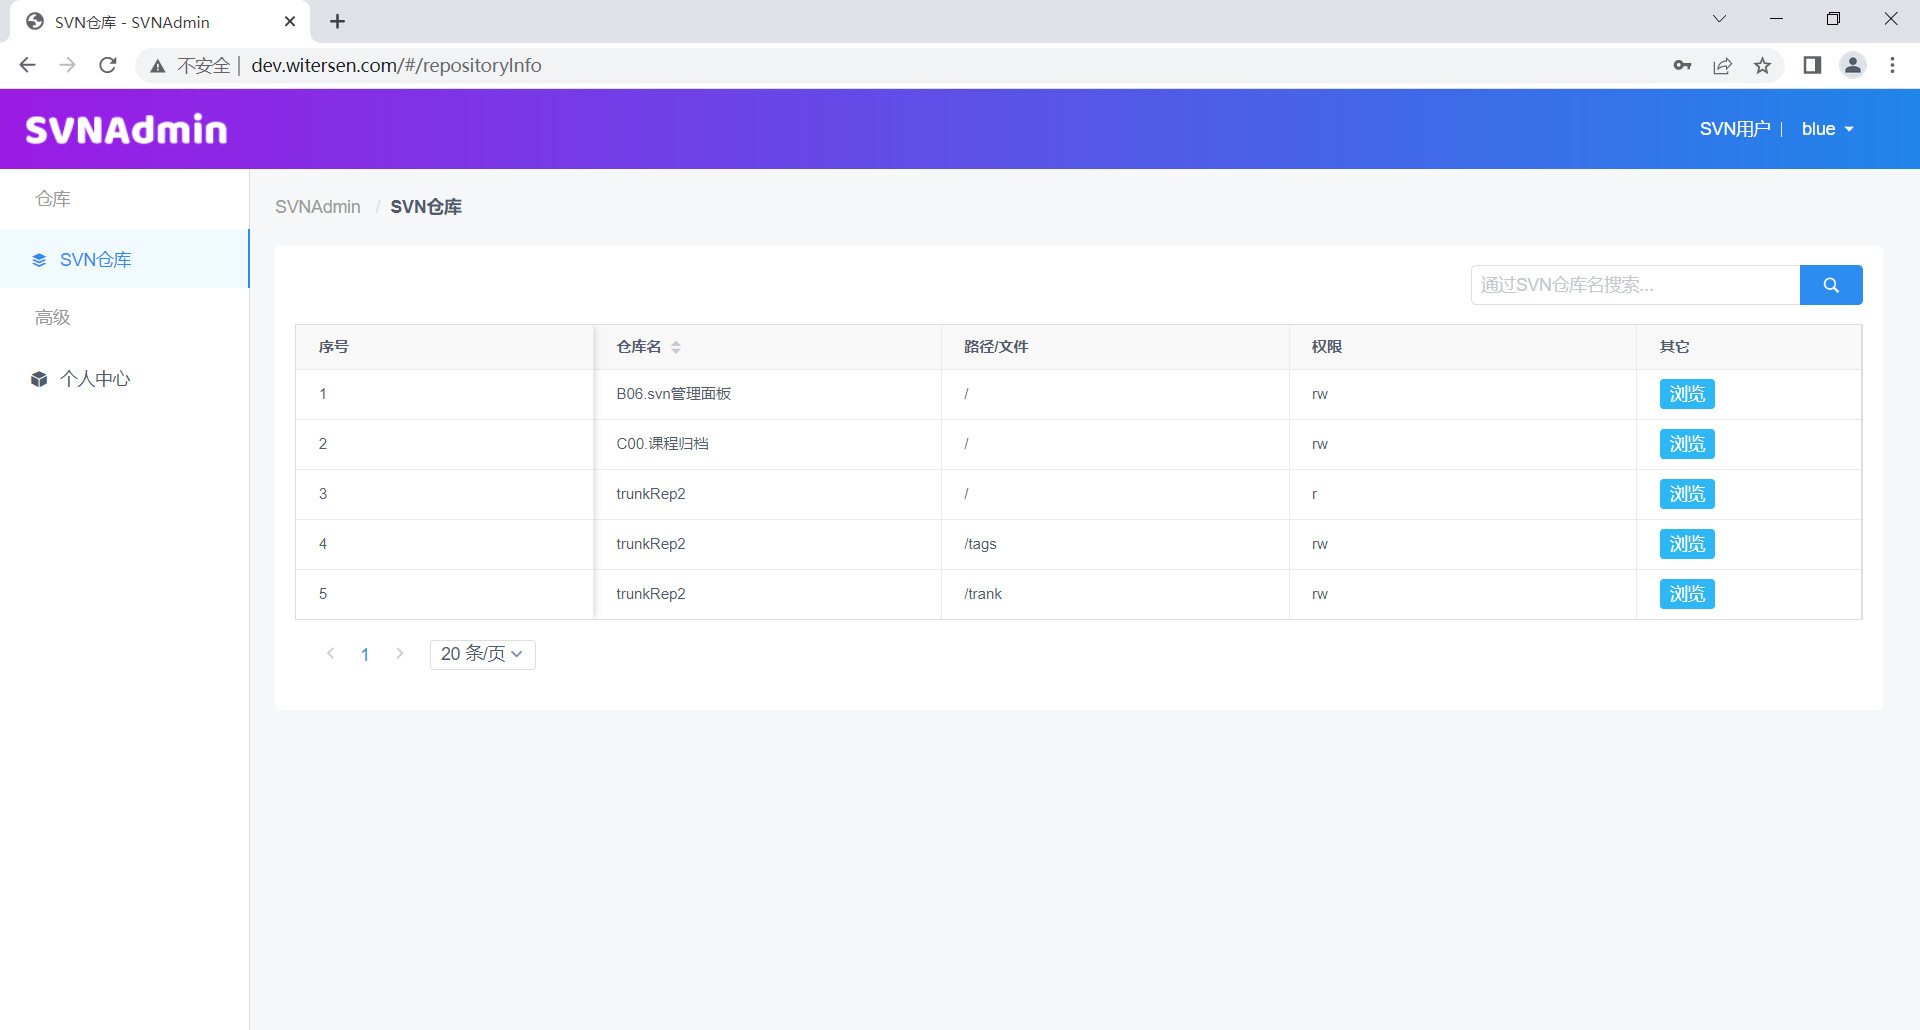 SVN仓库 - SVNAdmin
不安全 | dev.witersen.com/#/repositoryInfo
SVNAdmin
SVN用户 | blue
仓库
SVN仓库
高级
个人中心
SVNAdmin / SVN仓库
通过SVN仓库名搜索...
序号 仓库名 路径/文件 权限 其它
1 B06.svn管理面板 / rw 浏览
2 C00.课程归档 / rw 浏览
3 trunkRep2 / r 浏览
4 trunkRep2 /tags rw 浏览
5 trunkRep2 /trank rw 浏览
1 20 条/页